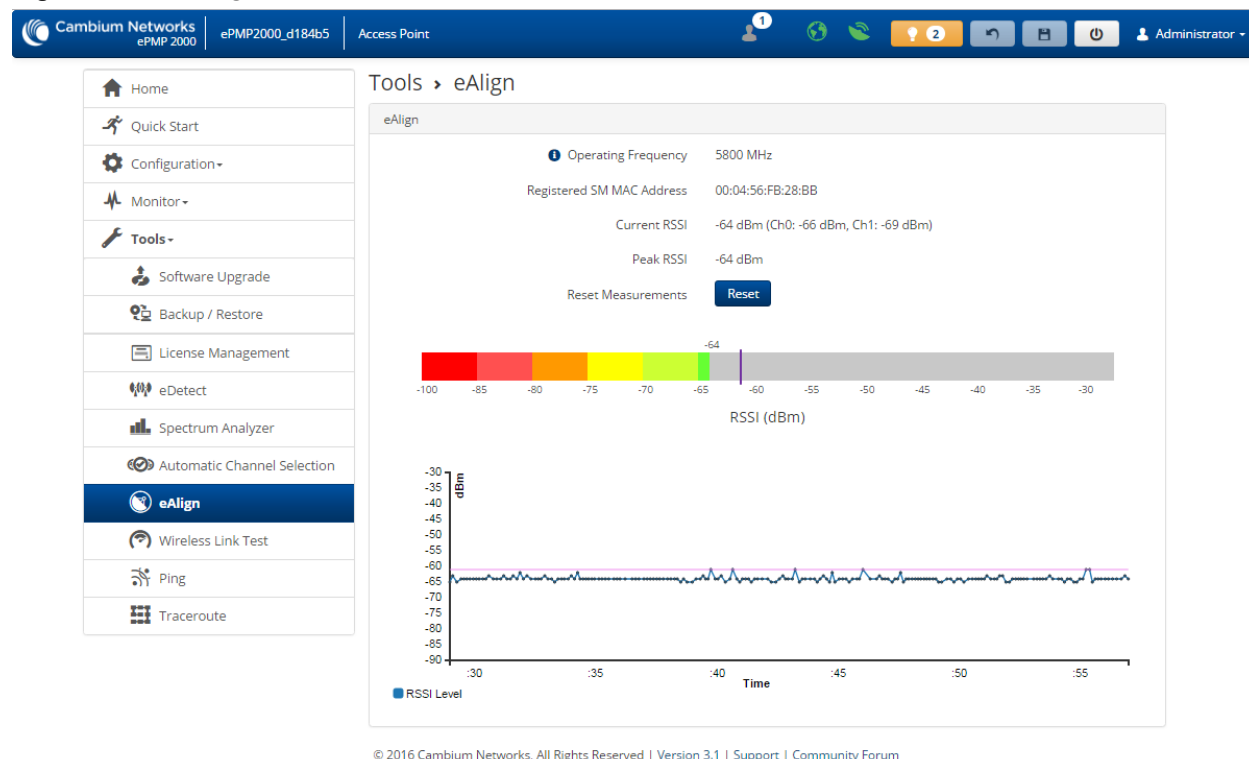 Cambium Networks
ePMP 2000
ePMP2000_d184b5
Access Point
1
2
Administrator
Home
Quick Start
Configuration
Monitor
Tools
Software Upgrade
Backup / Restore
License Management
eDetect
Spectrum Analyzer
Automatic Channel Selection
eAlign
Wireless Link Test
Ping
Traceroute
Tools › eAlign
eAlign
Operating Frequency 5800 MHz
Registered SM MAC Address 00:04:56:FB:28:BB
Current RSSI -64 dBm (Ch0: -66 dBm, Ch1: -69 dBm)
Peak RSSI -64 dBm
Reset Measurements Reset
-64
-100 -85 -80 -75 -70 -65 -60 -55 -50 -45 -40 -35 -30
RSSI (dBm)
dBm
-30
-35
-40
-45
-50
-55
-60
-65
-70
-75
-80
-85
-90
:30 :35 :40 :45 :50 :55
Time
RSSI Level
© 2016 Cambium Networks. All Rights Reserved | Version 3.1 | Support | Community Forum